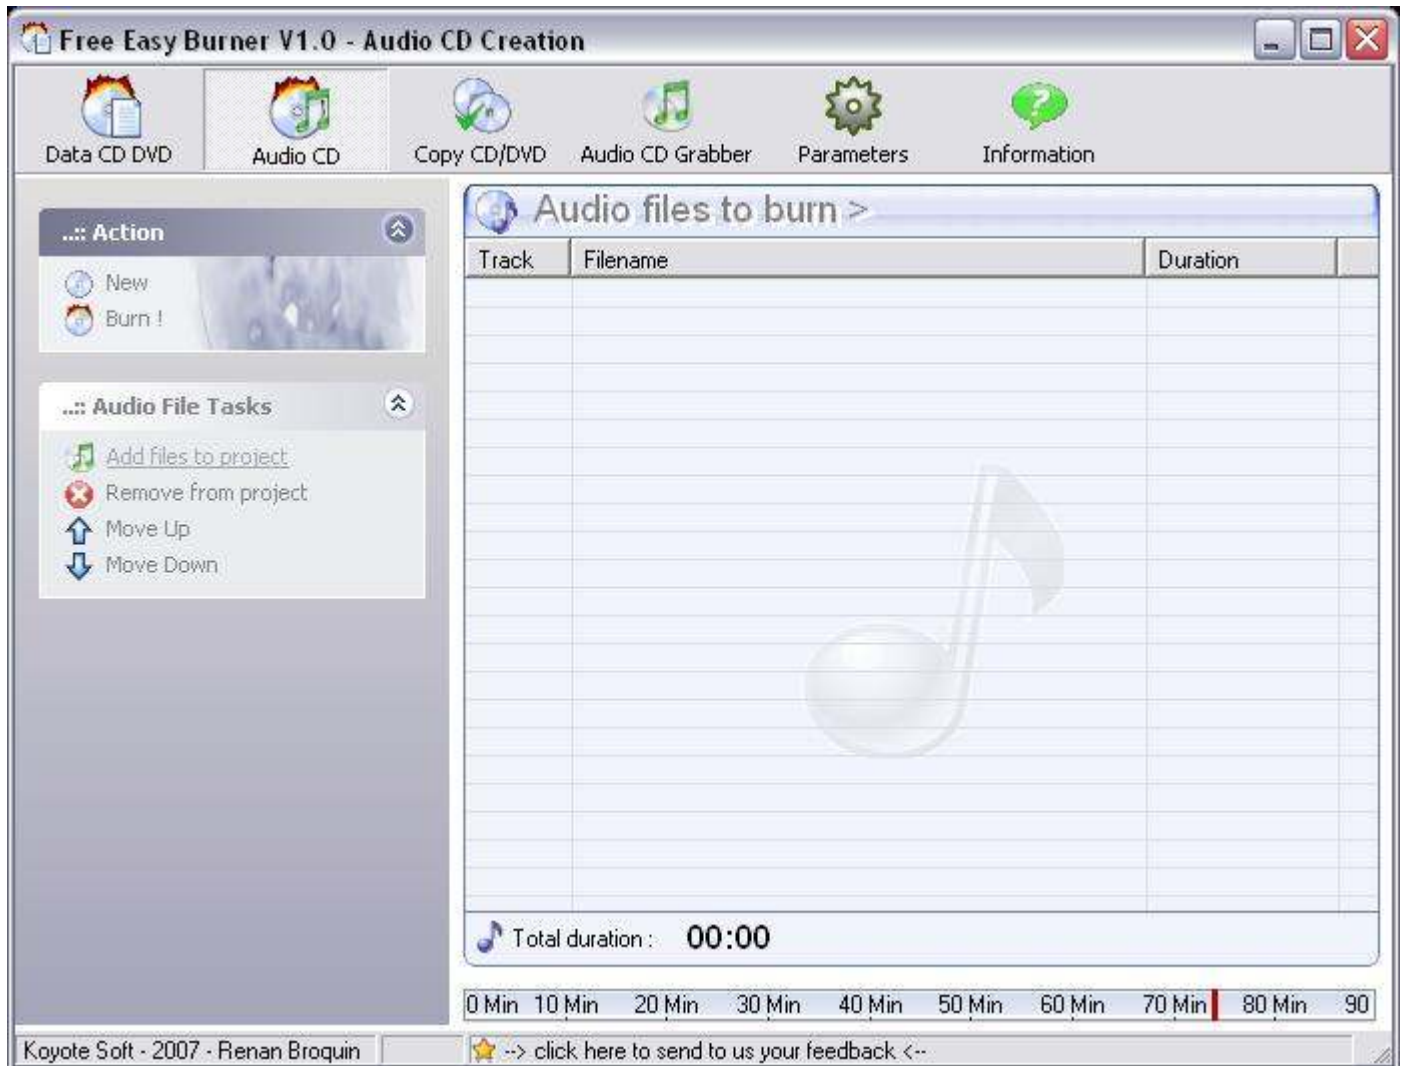 Free Easy Burner V1.0 - Audio CD Creation
Data CD DVD
Audio CD
Copy CD/DVD
Audio CD Grabber
Parameters
Information
..:: Action
New
Burn !
..:: Audio File Tasks
Add files to project
Remove from project
Move Up
Move Down
Audio files to burn >
Track Filename Duration
Total duration : 00:00
0 Min 10 Min 20 Min 30 Min 40 Min 50 Min 60 Min 70 Min 80 Min 90
Koyote Soft - 2007 - Renan Broquin
--> click here to send to us your feedback <--